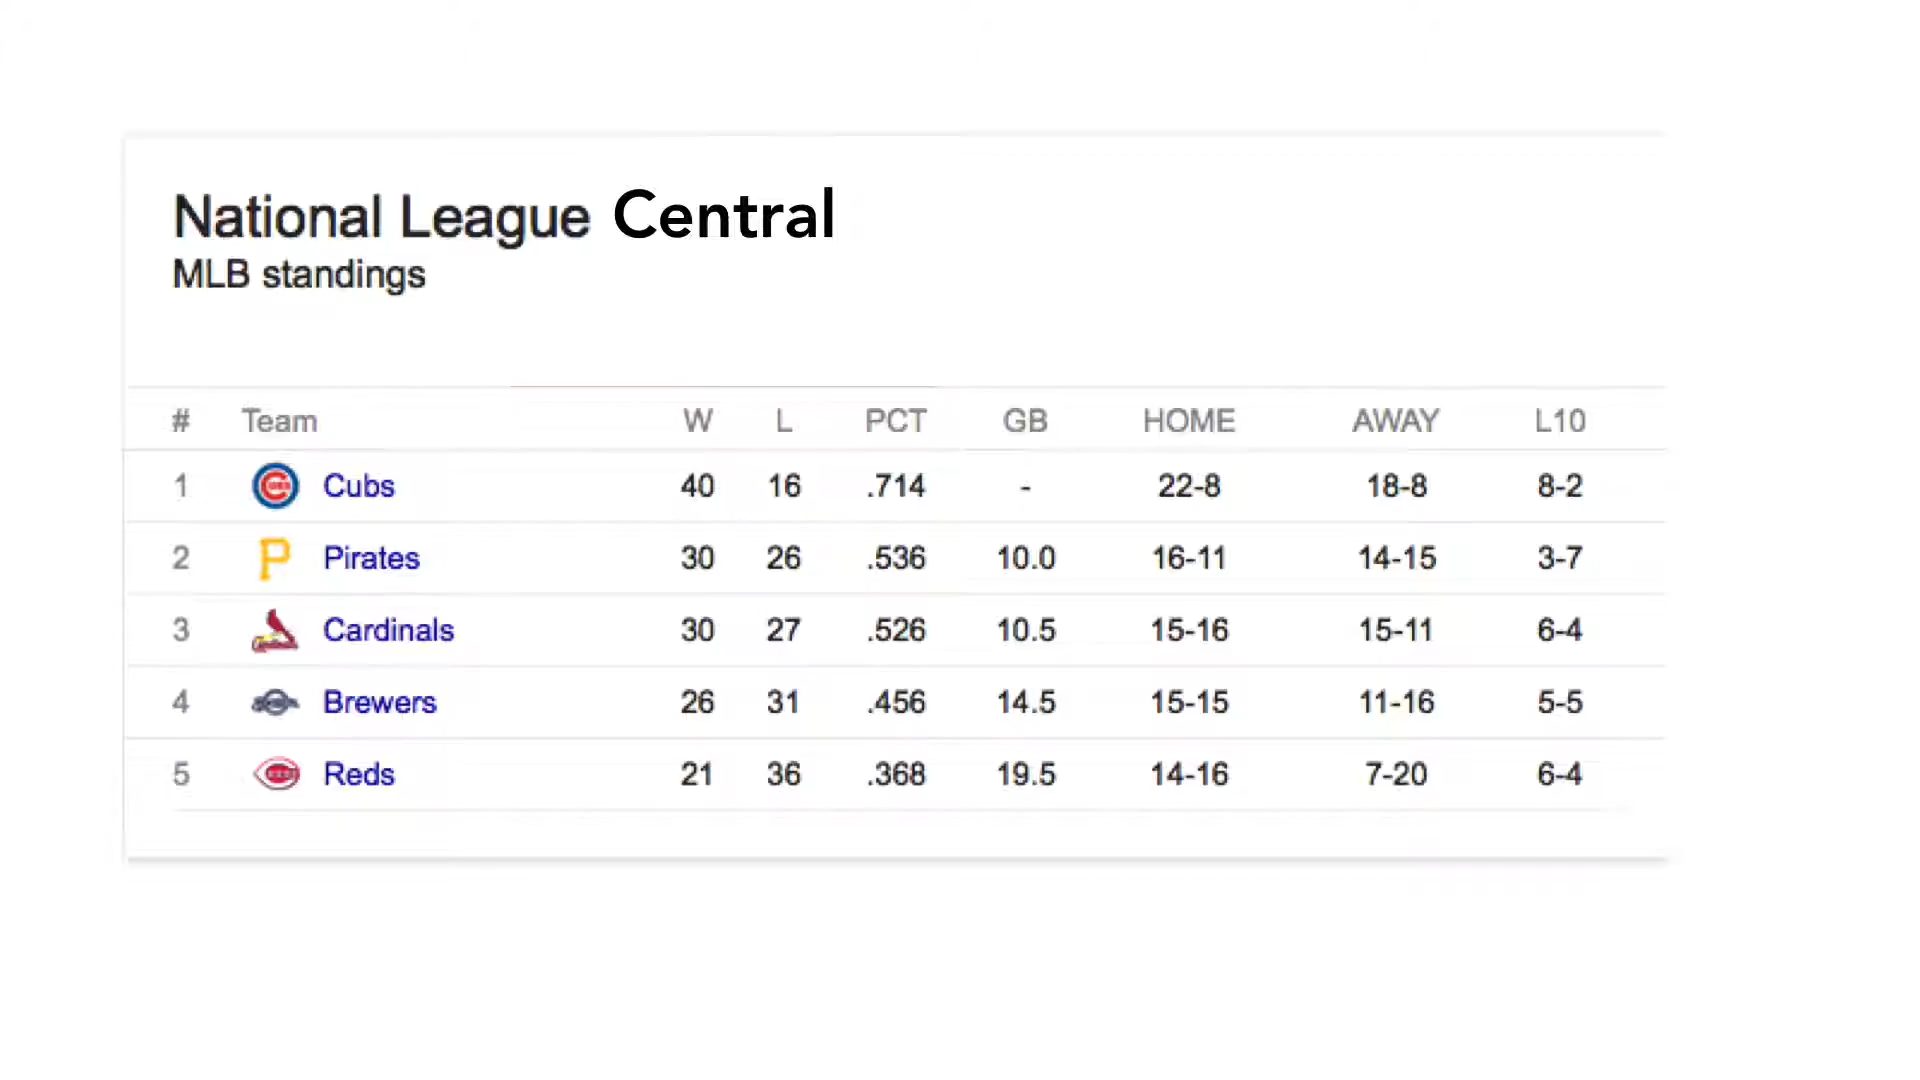 National League Central
MLB standings
# Team W L PCT GB HOME AWAY L10
1 Cubs 40 16 .714 - 22-8 18-8 8-2
2 Pirates 30 26 .536 10.0 16-11 14-15 3-7
3 Cardinals 30 27 .526 10.5 15-16 15-11 6-4
4 Brewers 26 31 .456 14.5 15-15 11-16 5-5
5 Reds 21 36 .368 19.5 14-16 7-20 6-4